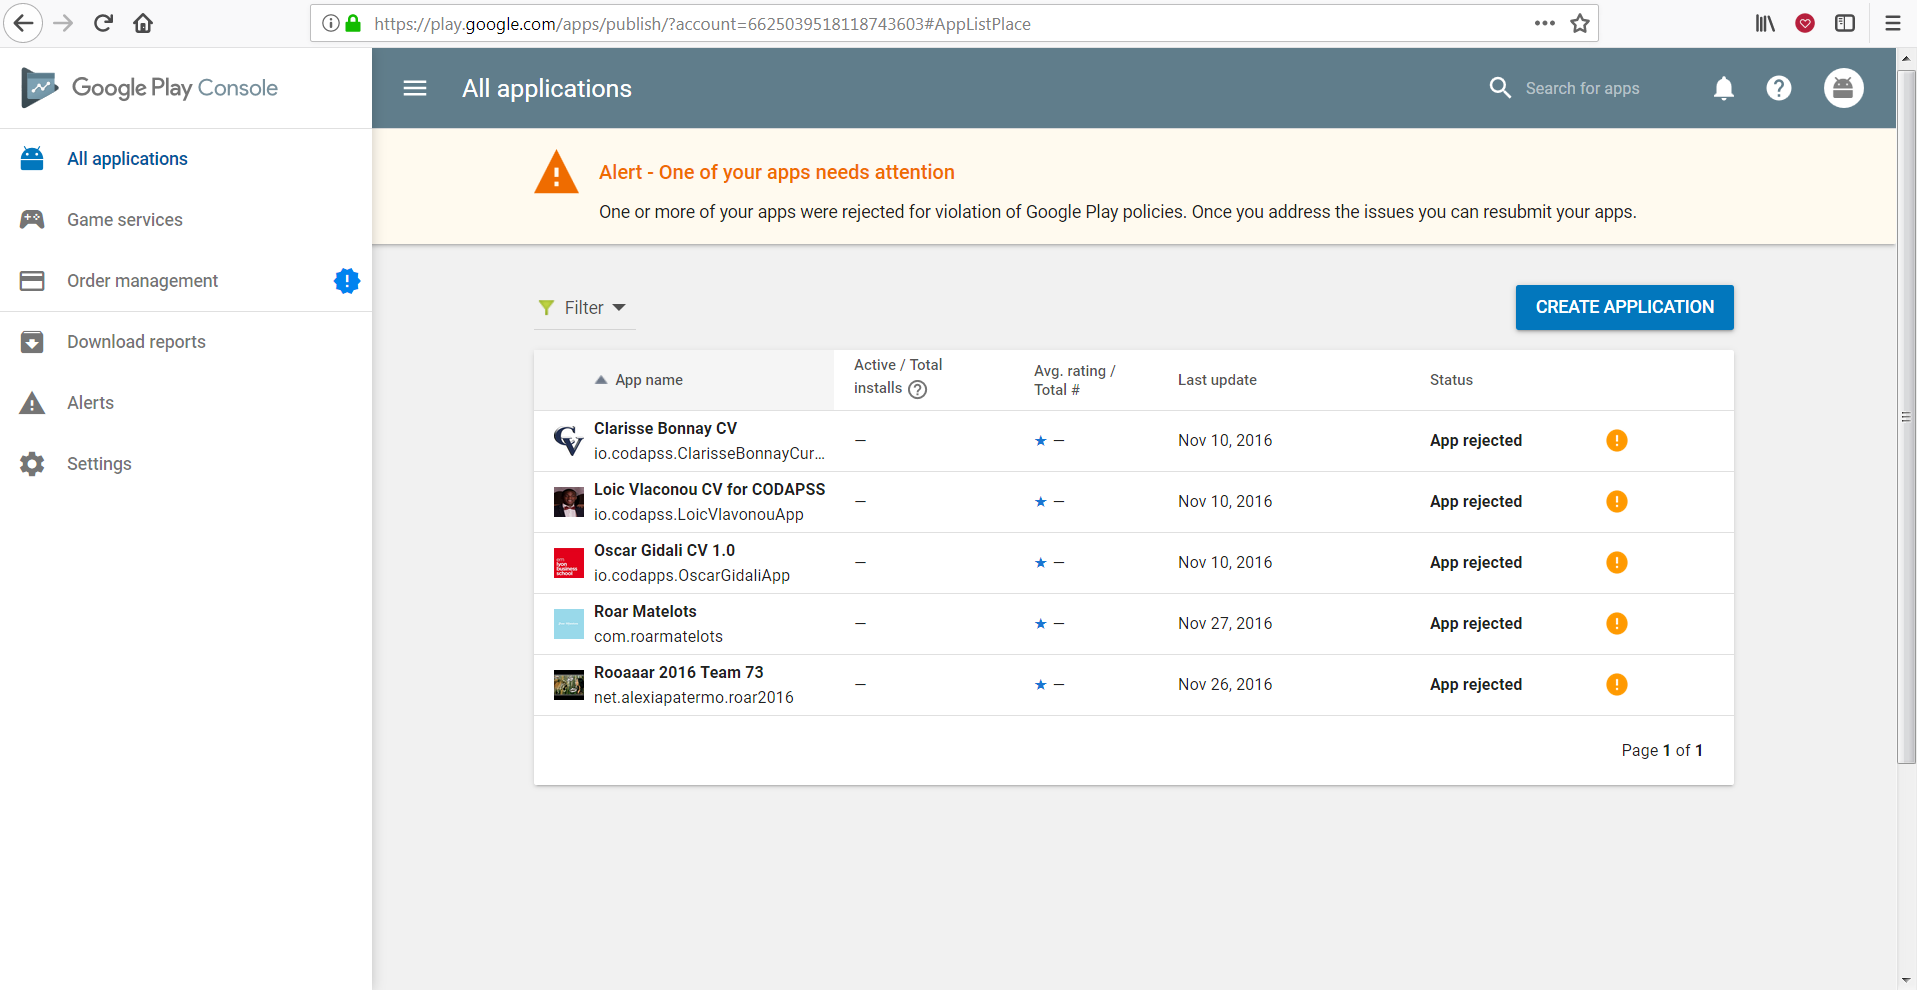 https://play.google.com/apps/publish/?account=6625039518118743603#AppListPlace
Google Play Console
All applications
Search for apps
All applications
Game services
Order management
Download reports
Alerts
Settings
Alert - One of your apps needs attention
One or more of your apps were rejected for violation of Google Play policies. Once you address the issues you can resubmit your apps.
Filter
CREATE APPLICATION
App name
Active / Total
installs
Avg. rating /
Total #
Last update
Status
Clarisse Bonnay CV
io.codapss.ClarisseBonnayCur...
–
–
Nov 10, 2016
App rejected
Loic Vlaconou CV for CODAPSS
io.codapss.LoicVlavonouApp
–
–
Nov 10, 2016
App rejected
Oscar Gidali CV 1.0
io.codapps.OscarGidaliApp
–
–
Nov 10, 2016
App rejected
Roar Matelots
com.roarmatelots
–
–
Nov 27, 2016
App rejected
Rooaaar 2016 Team 73
net.alexiapatermo.roar2016
–
–
Nov 26, 2016
App rejected
Page 1 of 1